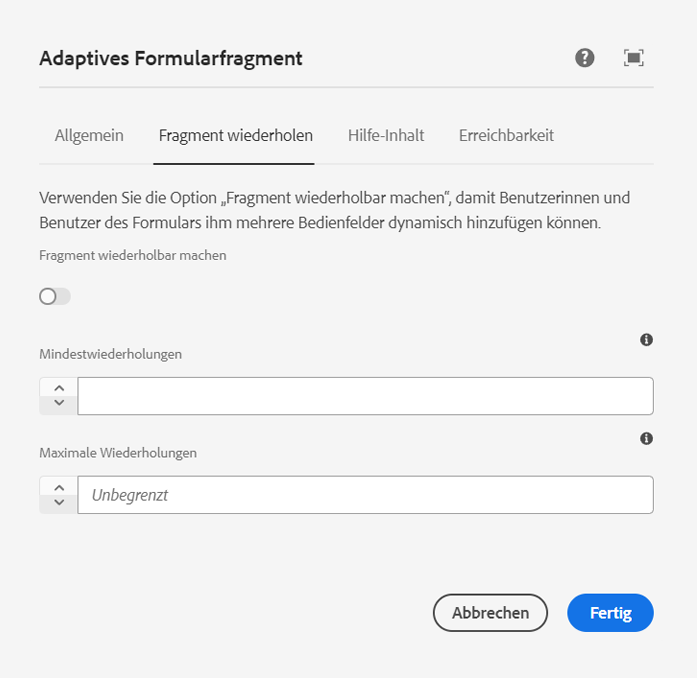 Adaptives Formularfragment
Allgemein Fragment wiederholen Hilfe-Inhalt Erreichbarkeit
Verwenden Sie die Option „Fragment wiederholbar machen“, damit Benutzerinnen und
Benutzer des Formulars ihm mehrere Bedienfelder dynamisch hinzufügen können.
Fragment wiederholbar machen
Mindestwiederholungen
Maximale Wiederholungen
Unbegrenzt
Abbrechen Fertig